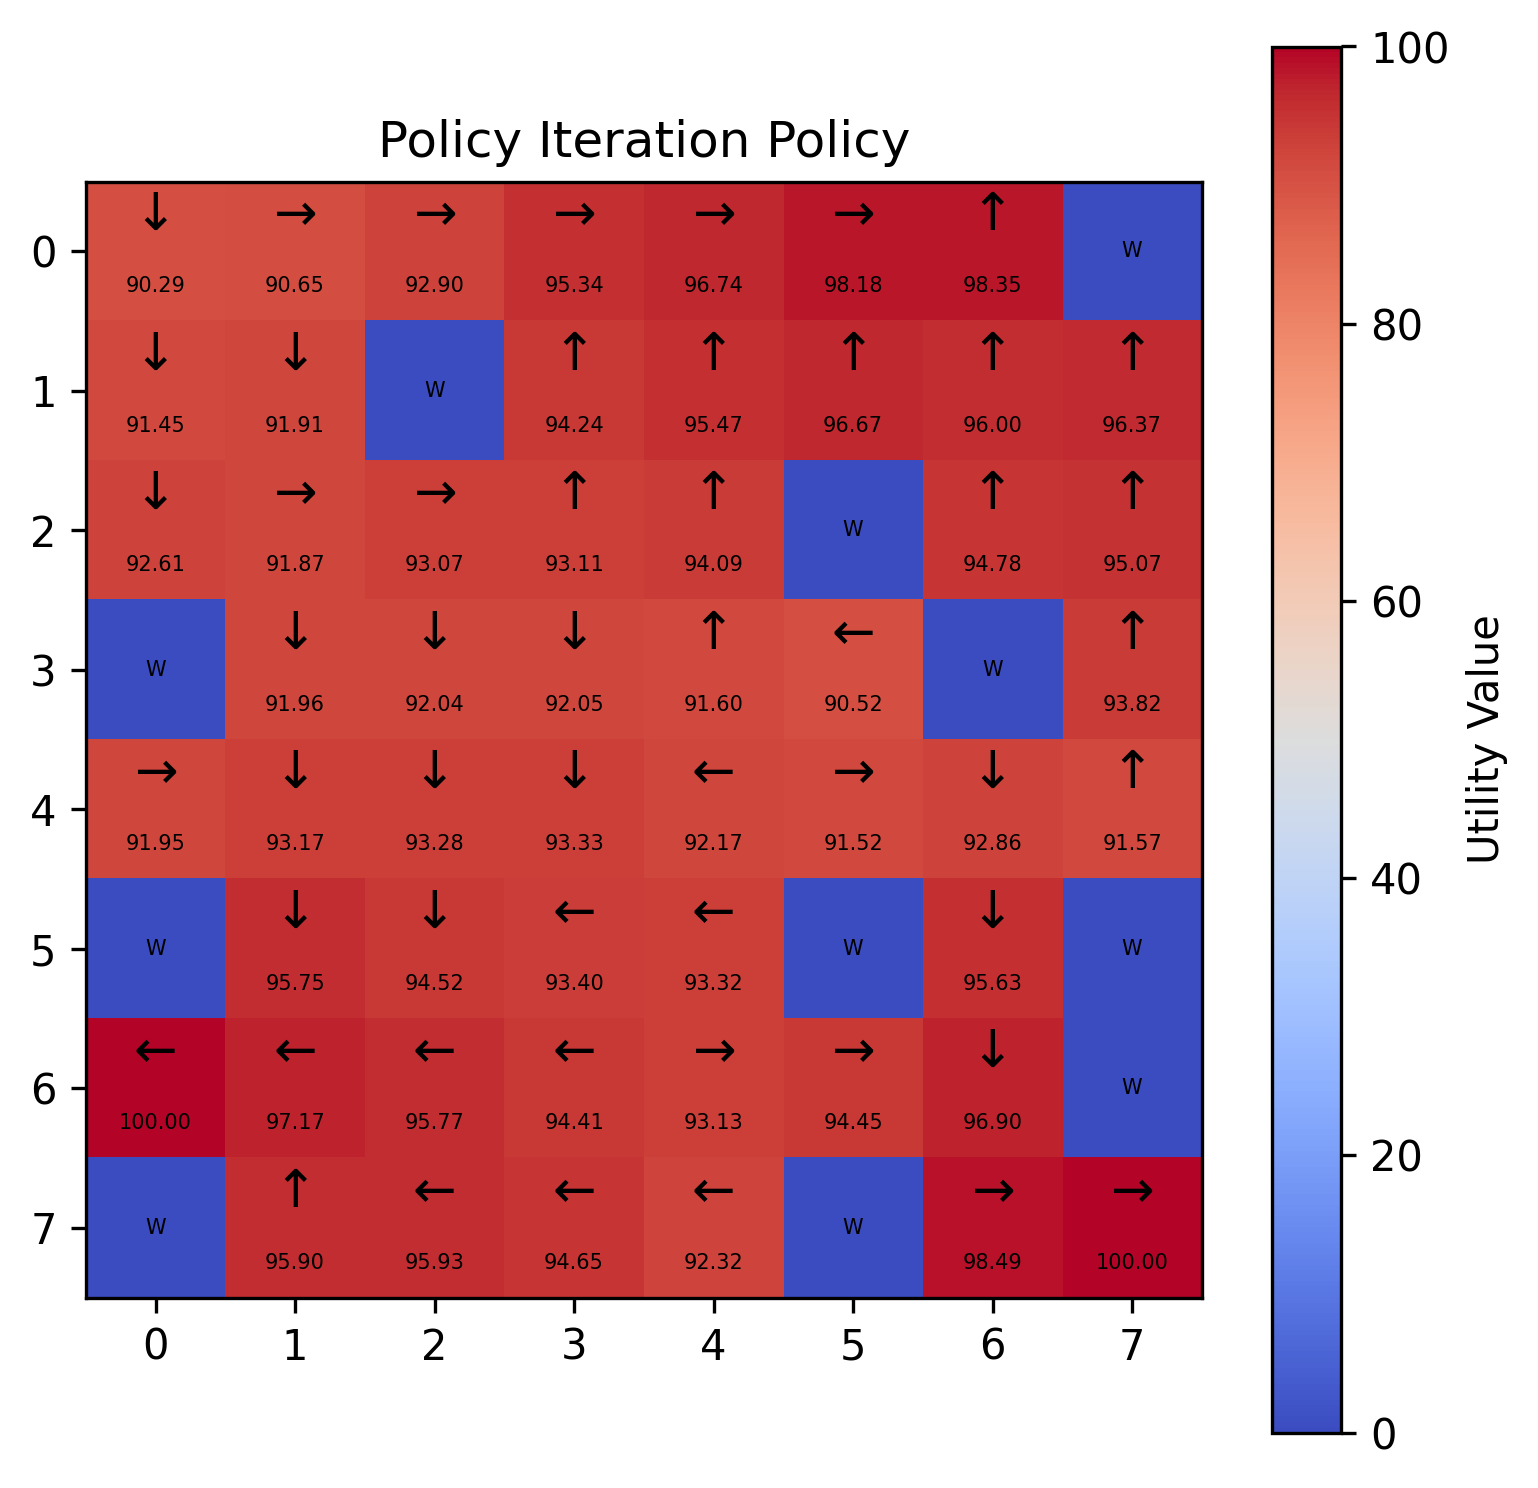 Policy Iteration Policy
0 ↓ → → → → → ↑ W
90.29 90.65 92.90 95.34 96.74 98.18 98.35
1 ↓ ↓ W ↑ ↑ ↑ ↑ ↑
91.45 91.91 94.24 95.47 96.67 96.00 96.37
2 ↓ → → ↑ ↑ W ↑ ↑
92.61 91.87 93.07 93.11 94.09 94.78 95.07
3 W ↓ ↓ ↓ ↑ ← W ↑
91.96 92.04 92.05 91.60 90.52 93.82
4 → ↓ ↓ ↓ ← → ↓ ↑
91.95 93.17 93.28 93.33 92.17 91.52 92.86 91.57
5 W ↓ ↓ ← ← W ↓ W
95.75 94.52 93.40 93.32 95.63
6 ← ← ← ← → → ↓ W
100.00 97.17 95.77 94.41 93.13 94.45 96.90
7 W ↑ ← ← ← W → →
95.90 95.93 94.65 92.32 98.49 100.00
0 1 2 3 4 5 6 7
100
80
60
40
20
0
Utility Value